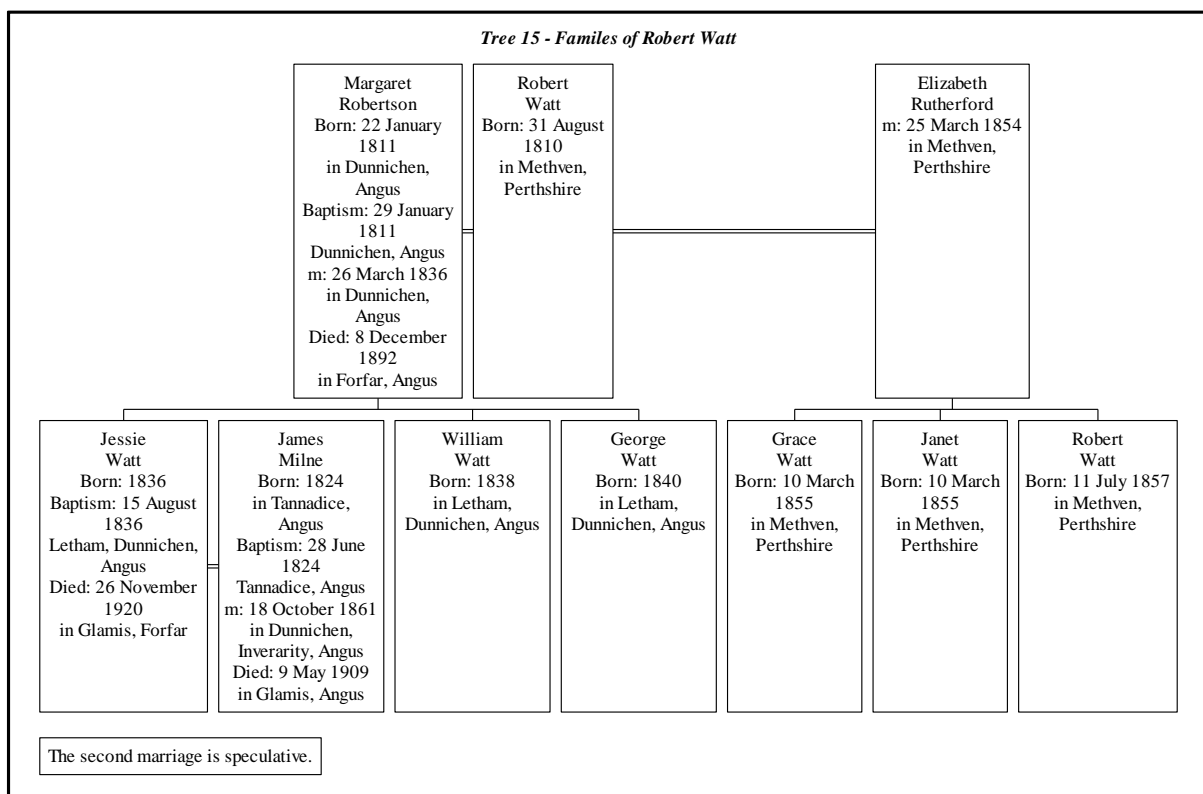 Tree 15 - Familes of Robert Watt
Margaret
Robertson
Born: 22 January
1811
in Dunnichen,
Angus
Baptism: 29 January
1811
Dunnichen, Angus
m: 26 March 1836
in Dunnichen,
Angus
Died: 8 December
1892
in Forfar, Angus
Robert
Watt
Born: 31 August
1810
in Methven,
Perthshire
Elizabeth
Rutherford
m: 25 March 1854
in Methven,
Perthshire
Jessie
Watt
Born: 1836
Baptism: 15 August
1836
Letham, Dunnichen,
Angus
Died: 26 November
1920
in Glamis, Forfar
James
Milne
Born: 1824
in Tannadice,
Angus
Baptism: 28 June
1824
Tannadice, Angus
m: 18 October 1861
in Dunnichen,
Inverarity, Angus
Died: 9 May 1909
in Glamis, Angus
William
Watt
Born: 1838
in Letham,
Dunnichen, Angus
George
Watt
Born: 1840
in Letham,
Dunnichen, Angus
Grace
Watt
Born: 10 March
1855
in Methven,
Perthshire
Janet
Watt
Born: 10 March
1855
in Methven,
Perthshire
Robert
Watt
Born: 11 July 1857
in Methven,
Perthshire
The second marriage is speculative.